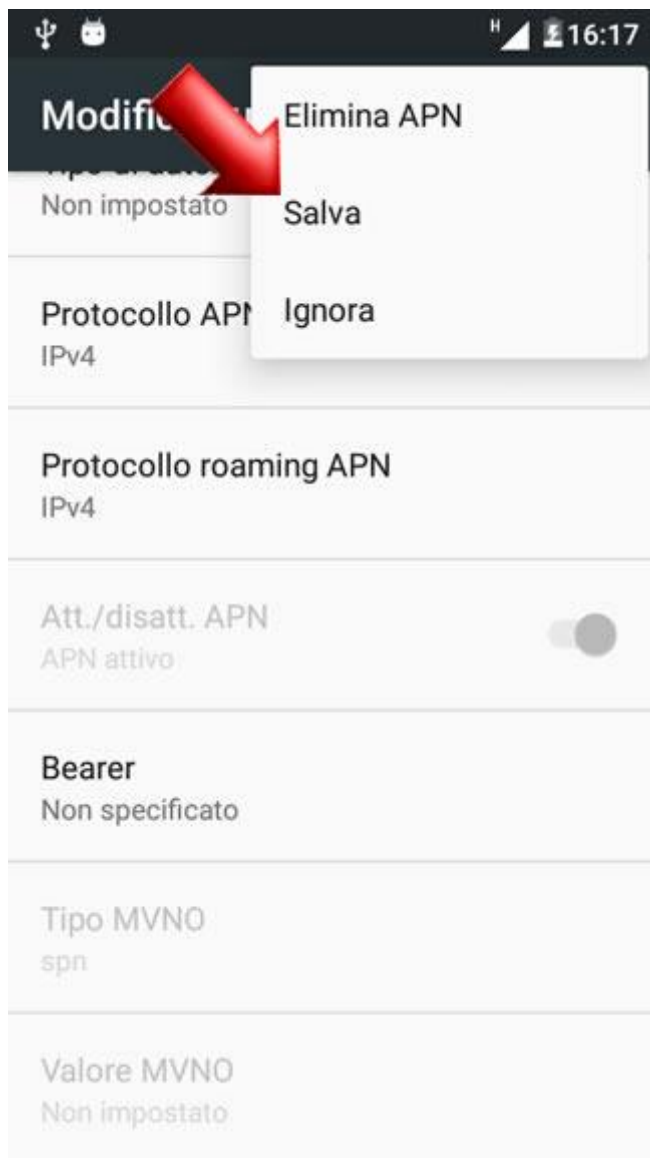 H 16:17
Elimina APN
Non impostato
Salva
Protocollo
Ignora
IPv4
Protocollo roaming APN
IPv4
Att./disatt. APN
APN attivo
Bearer
Non specificato
Tipo MVNO
spn
Valore MVNO
Non impostato